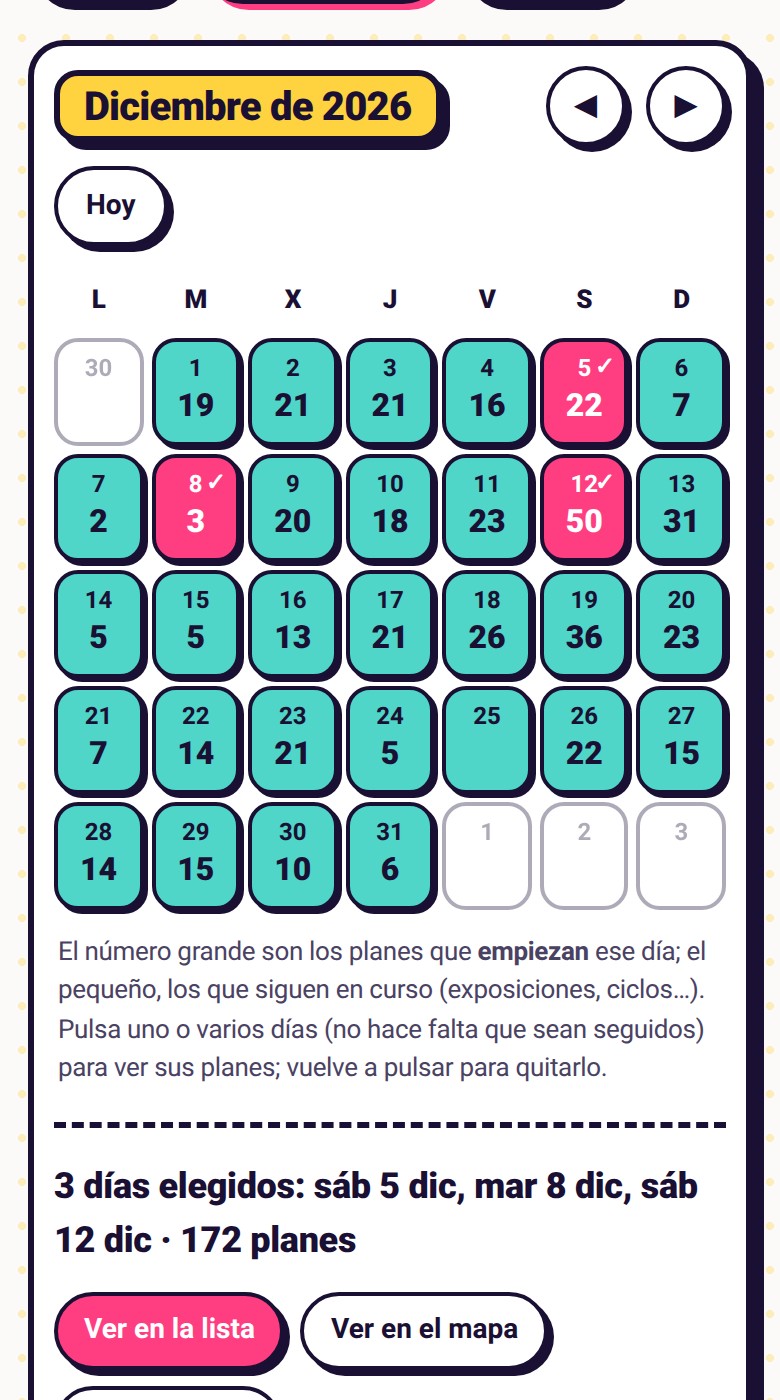 Diciembre de 2026
◀ ▶
Hoy
L M X J V S D
30 1 2 3 4 5 ✓ 6
19 21 21 16 22 7
7 8 ✓ 9 10 11 12✓ 13
2 3 20 18 23 50 31
14 15 16 17 18 19 20
5 5 13 21 26 36 23
21 22 23 24 25 26 27
7 14 21 5 22 15
28 29 30 31 1 2 3
14 15 10 6
El número grande son los planes que empiezan ese día; el
pequeño, los que siguen en curso (exposiciones, ciclos…).
Pulsa uno o varios días (no hace falta que sean seguidos)
para ver sus planes; vuelve a pulsar para quitarlo.
3 días elegidos: sáb 5 dic, mar 8 dic, sáb
12 dic · 172 planes
Ver en la lista Ver en el mapa